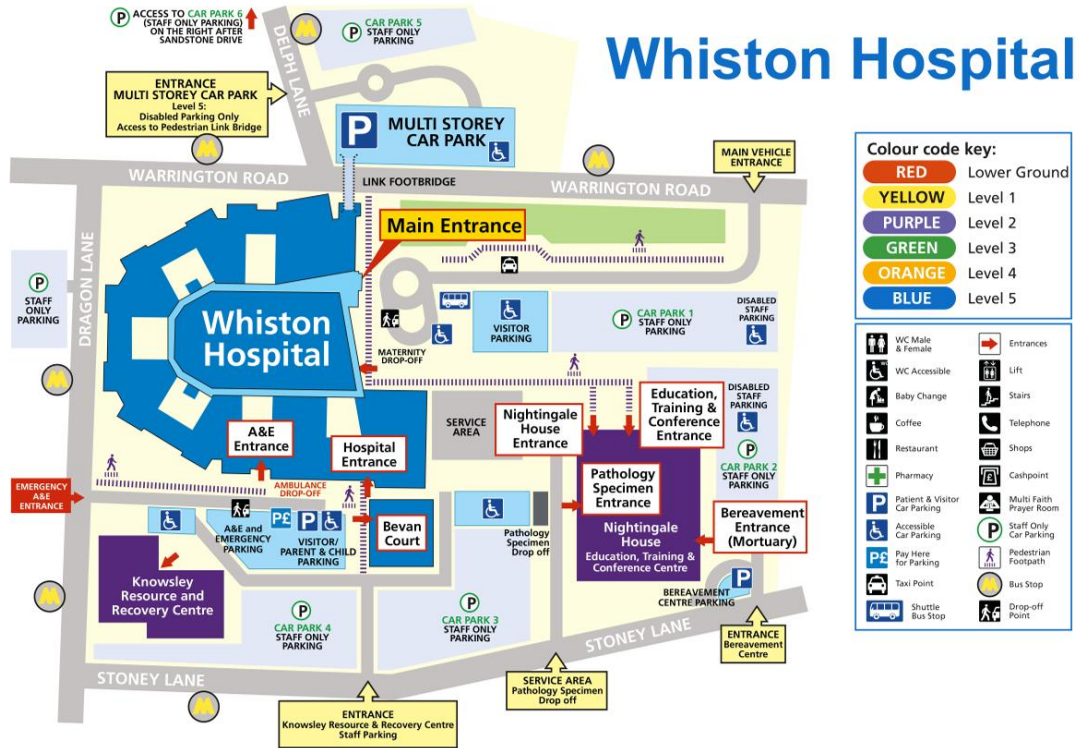 ACCESS TO CAR PARK 6
(STAFF ONLY PARKING)
ON THE RIGHT AFTER
SANDSTONE DRIVE
P
P
CAR PARK 5
STAFF ONLY
PARKING
Whiston Hospital
ENTRANCE
MULTI STOREY CAR PARK
Level 5:
Disabled Parking Only
Access to Pedestrian Link Bridge
DELPH LANE
P
MULTI STOREY
CAR PARK
MAIN VEHICLE
ENTRANCE
WARRINGTON ROAD
LINK FOOTBRIDGE
WARRINGTON ROAD
Main Entrance
P
STAFF
ONLY
PARKING
DRAGON LANE
Whiston
Hospital
MATERNITY
DROP-OFF
VISITOR
PARKING
P
CAR PARK 1
STAFF ONLY
PARKING
DISABLED
STAFF
PARKING
SERVICE
AREA
Nightingale
House
Entrance
Education,
Training &
Conference
Entrance
DISABLED
STAFF
PARKING
P
CAR PARK 2
STAFF ONLY
PARKING
A&E
Entrance
Hospital
Entrance
Pathology
Specimen
Entrance
EMERGENCY
A&E
ENTRANCE
AMBULANCE
DROP-OFF
A&E and
EMERGENCY
PARKING
P£
P
VISITOR/
PARENT & CHILD
PARKING
Bevan
Court
Pathology
Specimen
Drop off
Nightingale
House
Education, Training &
Conference Centre
Bereavement
Entrance
(Mortuary)
Knowsley
Resource and
Recovery Centre
P
CAR PARK 4
STAFF ONLY
PARKING
P
CAR PARK 3
STAFF ONLY
PARKING
P
BEREAVEMENT
CENTRE PARKING
STONEY LANE
STONEY LANE
ENTRANCE
Bereavement
Centre
SERVICE AREA
Pathology Specimen
Drop off
ENTRANCE
Knowsley Resource & Recovery Centre
Staff Parking
Colour code key:
RED Lower Ground
YELLOW Level 1
PURPLE Level 2
GREEN Level 3
ORANGE Level 4
BLUE Level 5
WC Male
& Female
Entrances
WC
WC Accessible
Lift
Baby Change
Stairs
Coffee
Telephone
Restaurant
Shops
Pharmacy
£
Cashpoint
P
Patient & Visitor
Car Parking
Multi Faith
Prayer Room
Accessible
Car Parking
P
Staff Only
Car Parking
P£
Pay Here
for Parking
Pedestrian
Footpath
Taxi Point
Bus Stop
Shuttle
Bus Stop
Drop-off
Point